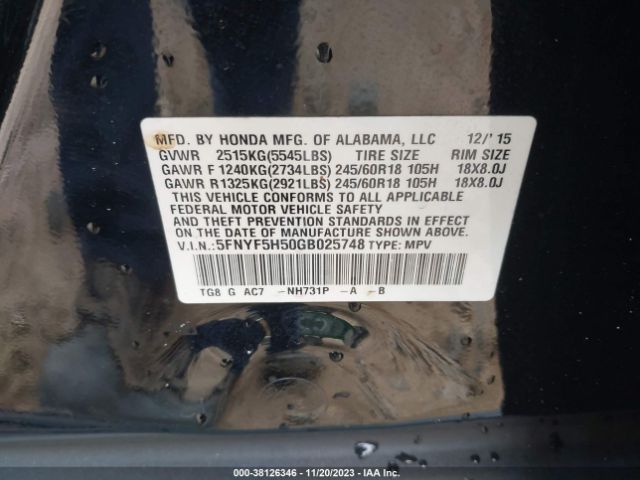 MFD. BY HONDA MFG. OF ALABAMA, LLC 12/'15
GVWR 2515KG(5545LBS) TIRE SIZE RIM SIZE
GAWR F 1240KG(2734LBS) 245/60R18 105H 18X8.0J
GAWR R1325KG(2921LBS) 245/60R18 105H 18X8.0J
THIS VEHICLE CONFORMS TO ALL APPLICABLE
FEDERAL MOTOR VEHICLE SAFETY
AND THEFT PREVENTION STANDARDS IN EFFECT
ON THE DATE OF MANUFACTURE SHOWN ABOVE.
V.I.N.:5FNYF5H50GB025748 TYPE: MPV
TG8 G AC7 -NH731P -A -B
000-38126346 - 11/20/2023 - IAA Inc.